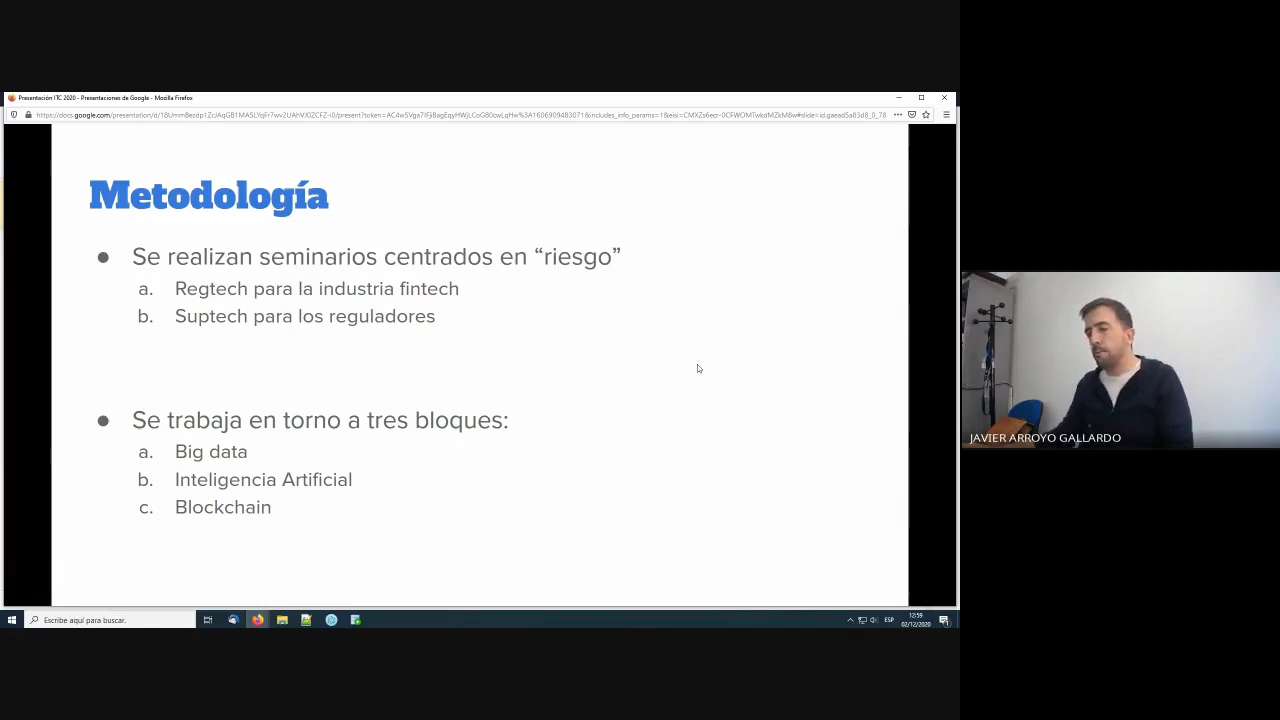 Presentación ITC 2020 - Presentaciones de Google - Mozilla Firefox
Metodología
● Se realizan seminarios centrados en “riesgo”
a. Regtech para la industria fintech
b. Suptech para los reguladores
● Se trabaja en torno a tres bloques:
a. Big data
b. Inteligencia Artificial
c. Blockchain
JAVIER ARROYO GALLARDO
Escribe aquí para buscar.
ESP
12:59
02/12/2020